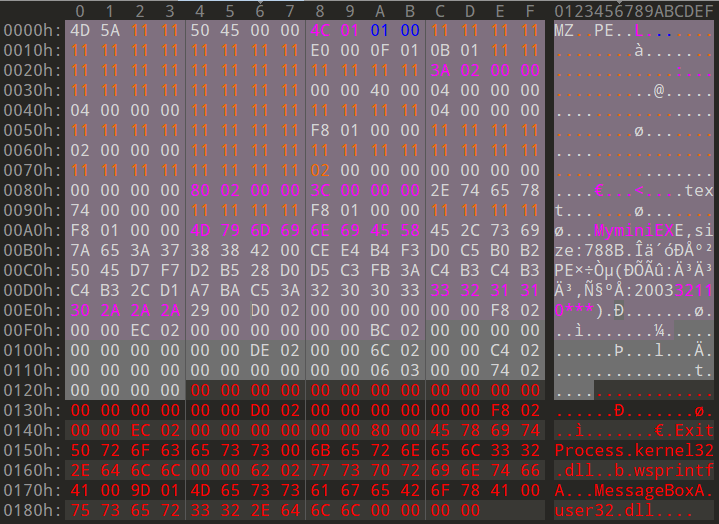 0 1 2 3 4 5 6 7 8 9 A B C D E F 0123456789ABCDEF
0000h: 4D 5A 11 11 50 45 00 00 4C 01 01 00 11 11 11 11 MZ..PE..L.......
0010h: 11 11 11 11 11 11 11 11 E0 00 0F 01 0B 01 11 11 ........à.......
0020h: 11 11 11 11 11 11 11 11 11 11 11 11 3A 02 00 00 ............:...
0030h: 11 11 11 11 11 11 11 11 00 00 40 00 04 00 00 00 ..........@.....
0040h: 04 00 00 00 11 11 11 11 11 11 11 11 04 00 00 00 ................
0050h: 11 11 11 11 11 11 11 11 F8 01 00 00 11 11 11 11 ........ø.......
0060h: 02 00 00 00 11 11 11 11 11 11 11 11 11 11 11 11 ................
0070h: 11 11 11 11 11 11 11 11 02 00 00 00 00 00 00 00 ................
0080h: 00 00 00 00 80 02 00 00 3C 00 00 00 2E 74 65 78 ....€...<....tex
0090h: 74 00 00 00 11 11 11 11 F8 01 00 00 11 11 11 11 t.......ø.......
00A0h: F8 01 00 00 4D 79 6D 69 6E 69 45 58 45 2C 73 69 ø...MyminiEXE,si
00B0h: 7A 65 3A 37 38 38 42 00 CE E4 B4 F3 D0 C5 B0 B2 ze:788B.Îä´óÐÅ°²
00C0h: 50 45 D7 F7 D2 B5 28 D0 D5 C3 FB 3A C4 B3 C4 B3 PE×÷Òµ(ÐÕÃû:Ä³Ä³
00D0h: C4 B3 2C D1 A7 BA C5 3A 32 30 30 33 33 32 31 31 Ä³,Ñ§ºÅ:20033211
00E0h: 30 2A 2A 2A 29 00 D0 02 00 00 00 00 00 00 F8 02 0***).Ð.......ø.
00F0h: 00 00 EC 02 00 00 00 00 00 00 BC 02 00 00 00 00 ..ì.......¼.....
0100h: 00 00 00 00 00 00 DE 02 00 00 6C 02 00 00 C4 02 ......Þ...l...Ä.
0110h: 00 00 00 00 00 00 00 00 00 00 06 03 00 00 74 02 ..............t.
0120h: 00 00 00 00 00 00 00 00 00 00 00 00 00 00 00 00 ................
0130h: 00 00 00 00 00 00 D0 02 00 00 00 00 00 00 F8 02 ......Ð.......ø.
0140h: 00 00 EC 02 00 00 00 00 00 00 80 00 45 78 69 74 ..ì.......€.Exit
0150h: 50 72 6F 63 65 73 73 00 6B 65 72 6E 65 6C 33 32 Process.kernel32
0160h: 2E 64 6C 6C 00 00 62 02 77 73 70 72 69 6E 74 66 .dll..b.wsprintf
0170h: 41 00 9D 01 4D 65 73 73 61 67 65 42 6F 78 41 00 A...MessageBoxA.
0180h: 75 73 65 72 33 32 2E 64 6C 6C 00 00 00 00 user32.dll....